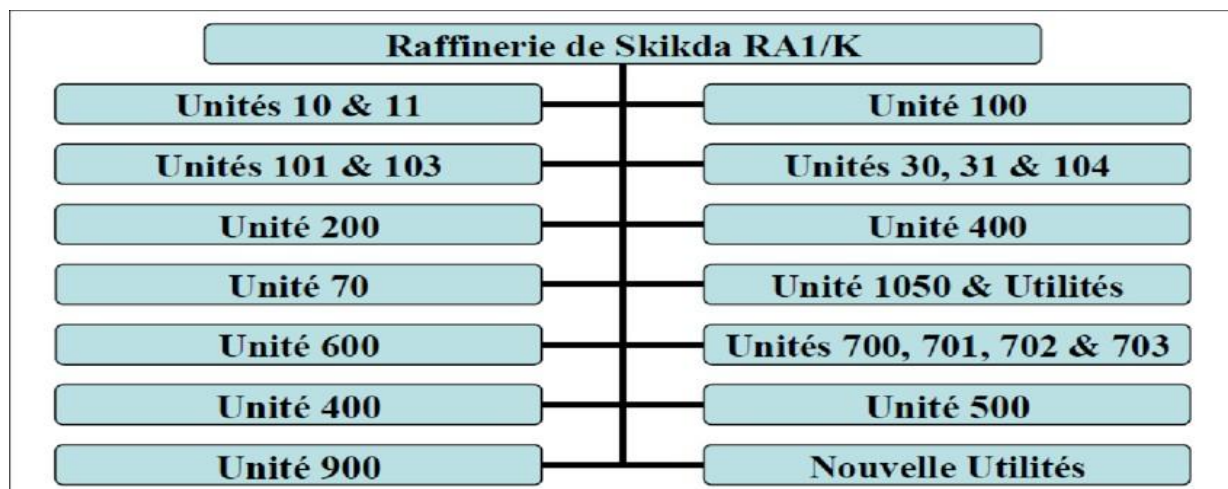 Raffinerie de Skikda RA1/K
Unités 10 & 11
Unité 100
Unités 101 & 103
Unités 30, 31 & 104
Unité 200
Unité 400
Unité 70
Unité 1050 & Utilités
Unité 600
Unités 700, 701, 702 & 703
Unité 400
Unité 500
Unité 900
Nouvelle Utilités